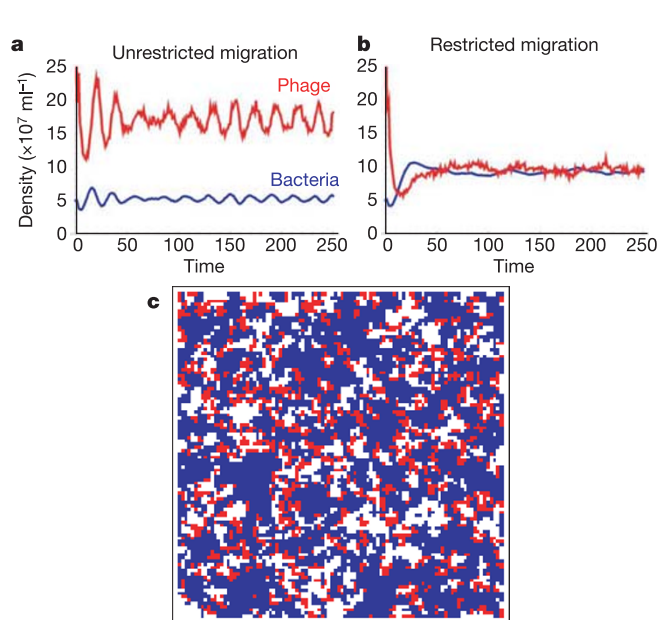 a
Unrestricted migration
b
Restricted migration
Density (×10⁷ ml⁻¹)
25
20
15
10
5
0
Phage
Bacteria
0 50 100 150 200 250
Time
25
20
15
10
5
0
0 50 100 150 200 250
Time
c